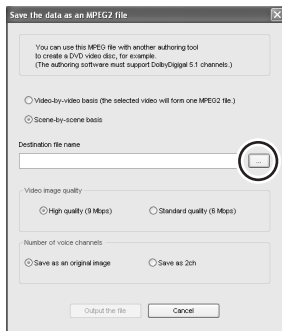 Save the data as an MPEG2 file
You can use this MPEG file with another authoring tool
to create a DVD video disc, for example.
(The authoring software must support DolbyDigigal 5.1 channels.)
Video-by-video basis (the selected video will form one MPEG2 file.)
Scene-by-scene basis
Destination file name
...
Video image quality
High quality (9 Mbps)
Standard quality (6 Mbps)
Number of voice channels
Save as an original image
Save as 2ch
Output the file
Cancel